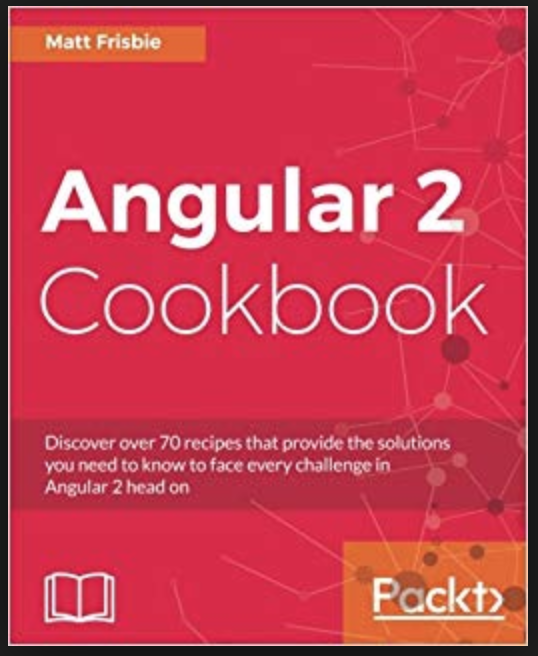 Matt Frisbie
Angular 2
Cookbook
Discover over 70 recipes that provide the solutions
you need to know to face every challenge in
Angular 2 head on
Packt>